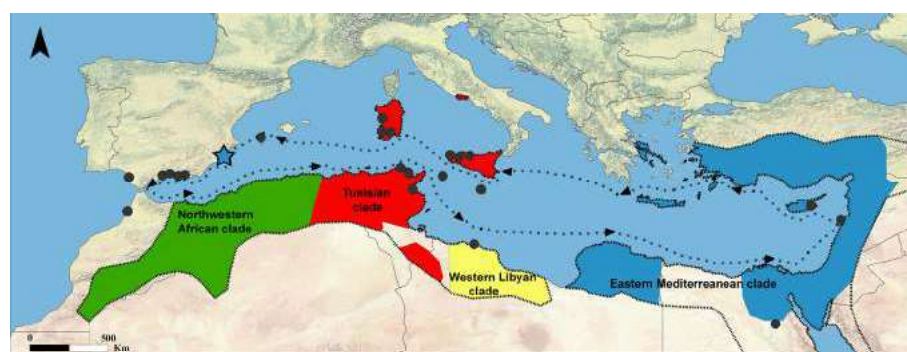 Northwestern
African clade
Tunisian
clade
Western Libyan
clade
Eastern Mediterreanean clade
0 500
Km